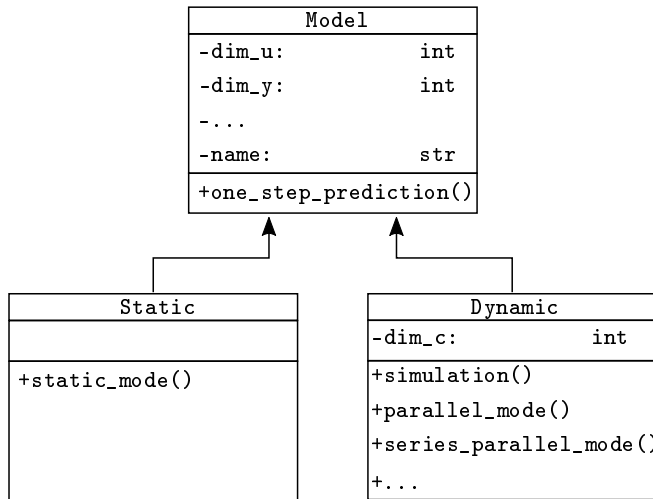 Model
-dim_u: int
-dim_y: int
-...
-name: str
+one_step_prediction()
Static
+static_mode()
Dynamic
-dim_c: int
+simulation()
+parallel_mode()
+series_parallel_mode()
+...